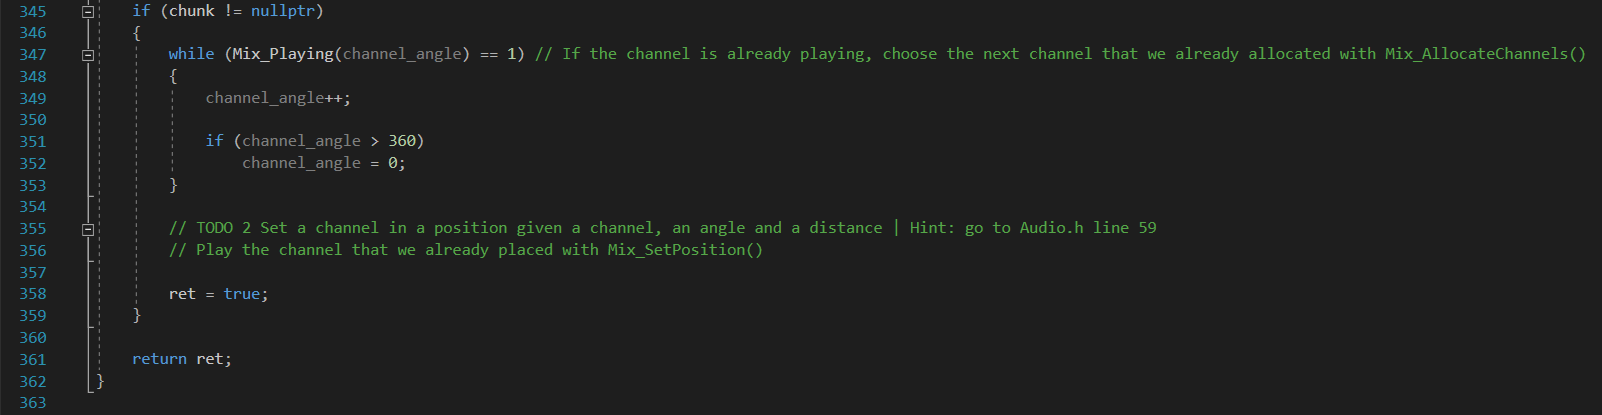 345 if (chunk != nullptr)
346 {
347 while (Mix_Playing(channel_angle) == 1) // If the channel is already playing, choose the next channel that we already allocated with Mix_AllocateChannels()
348 {
349 channel_angle++;
350
351 if (channel_angle > 360)
352 channel_angle = 0;
353 }
354
355 // TODO 2 Set a channel in a position given a channel, an angle and a distance | Hint: go to Audio.h line 59
356 // Play the channel that we already placed with Mix_SetPosition()
357
358 ret = true;
359 }
360
361 return ret;
362 }
363